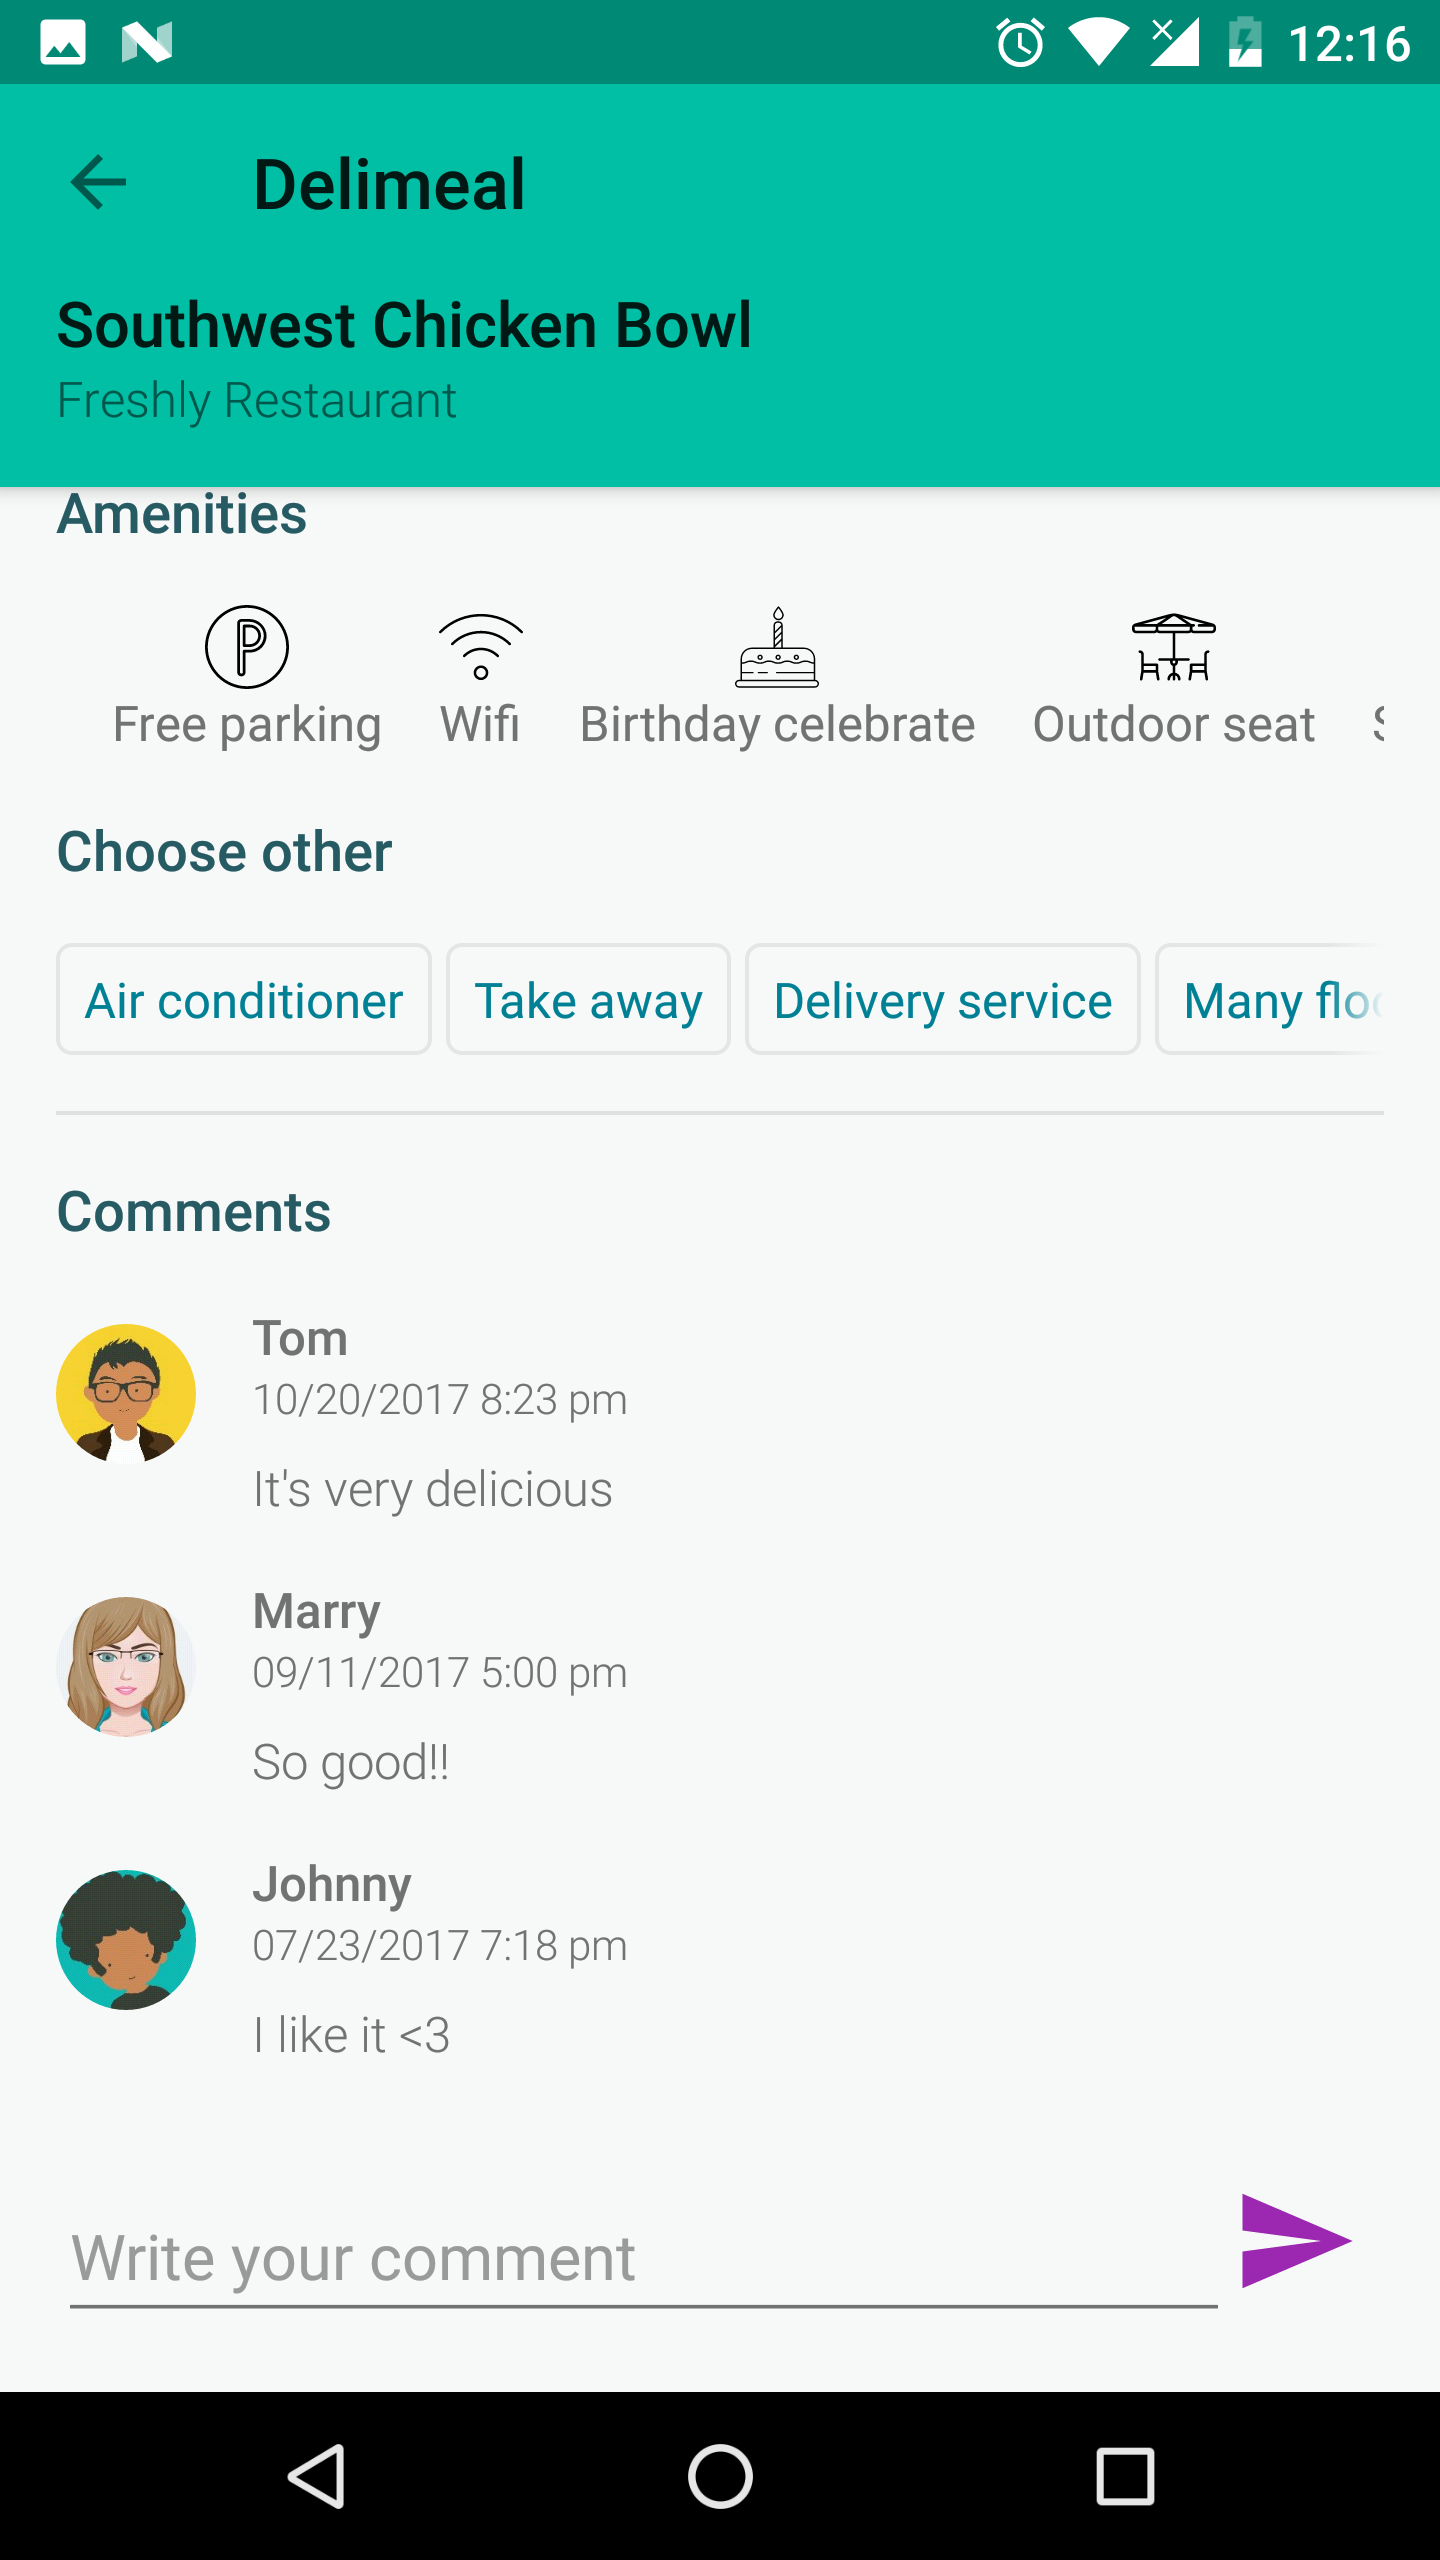 12:16
Delimeal
Southwest Chicken Bowl
Freshly Restaurant
Amenities
Free parking Wifi Birthday celebrate Outdoor seat
Choose other
Air conditioner Take away Delivery service Many
Comments
Tom
10/20/2017 8:23 pm
It's very delicious
Marry
09/11/2017 5:00 pm
So good!!
Johnny
07/23/2017 7:18 pm
I like it <3
Write your comment